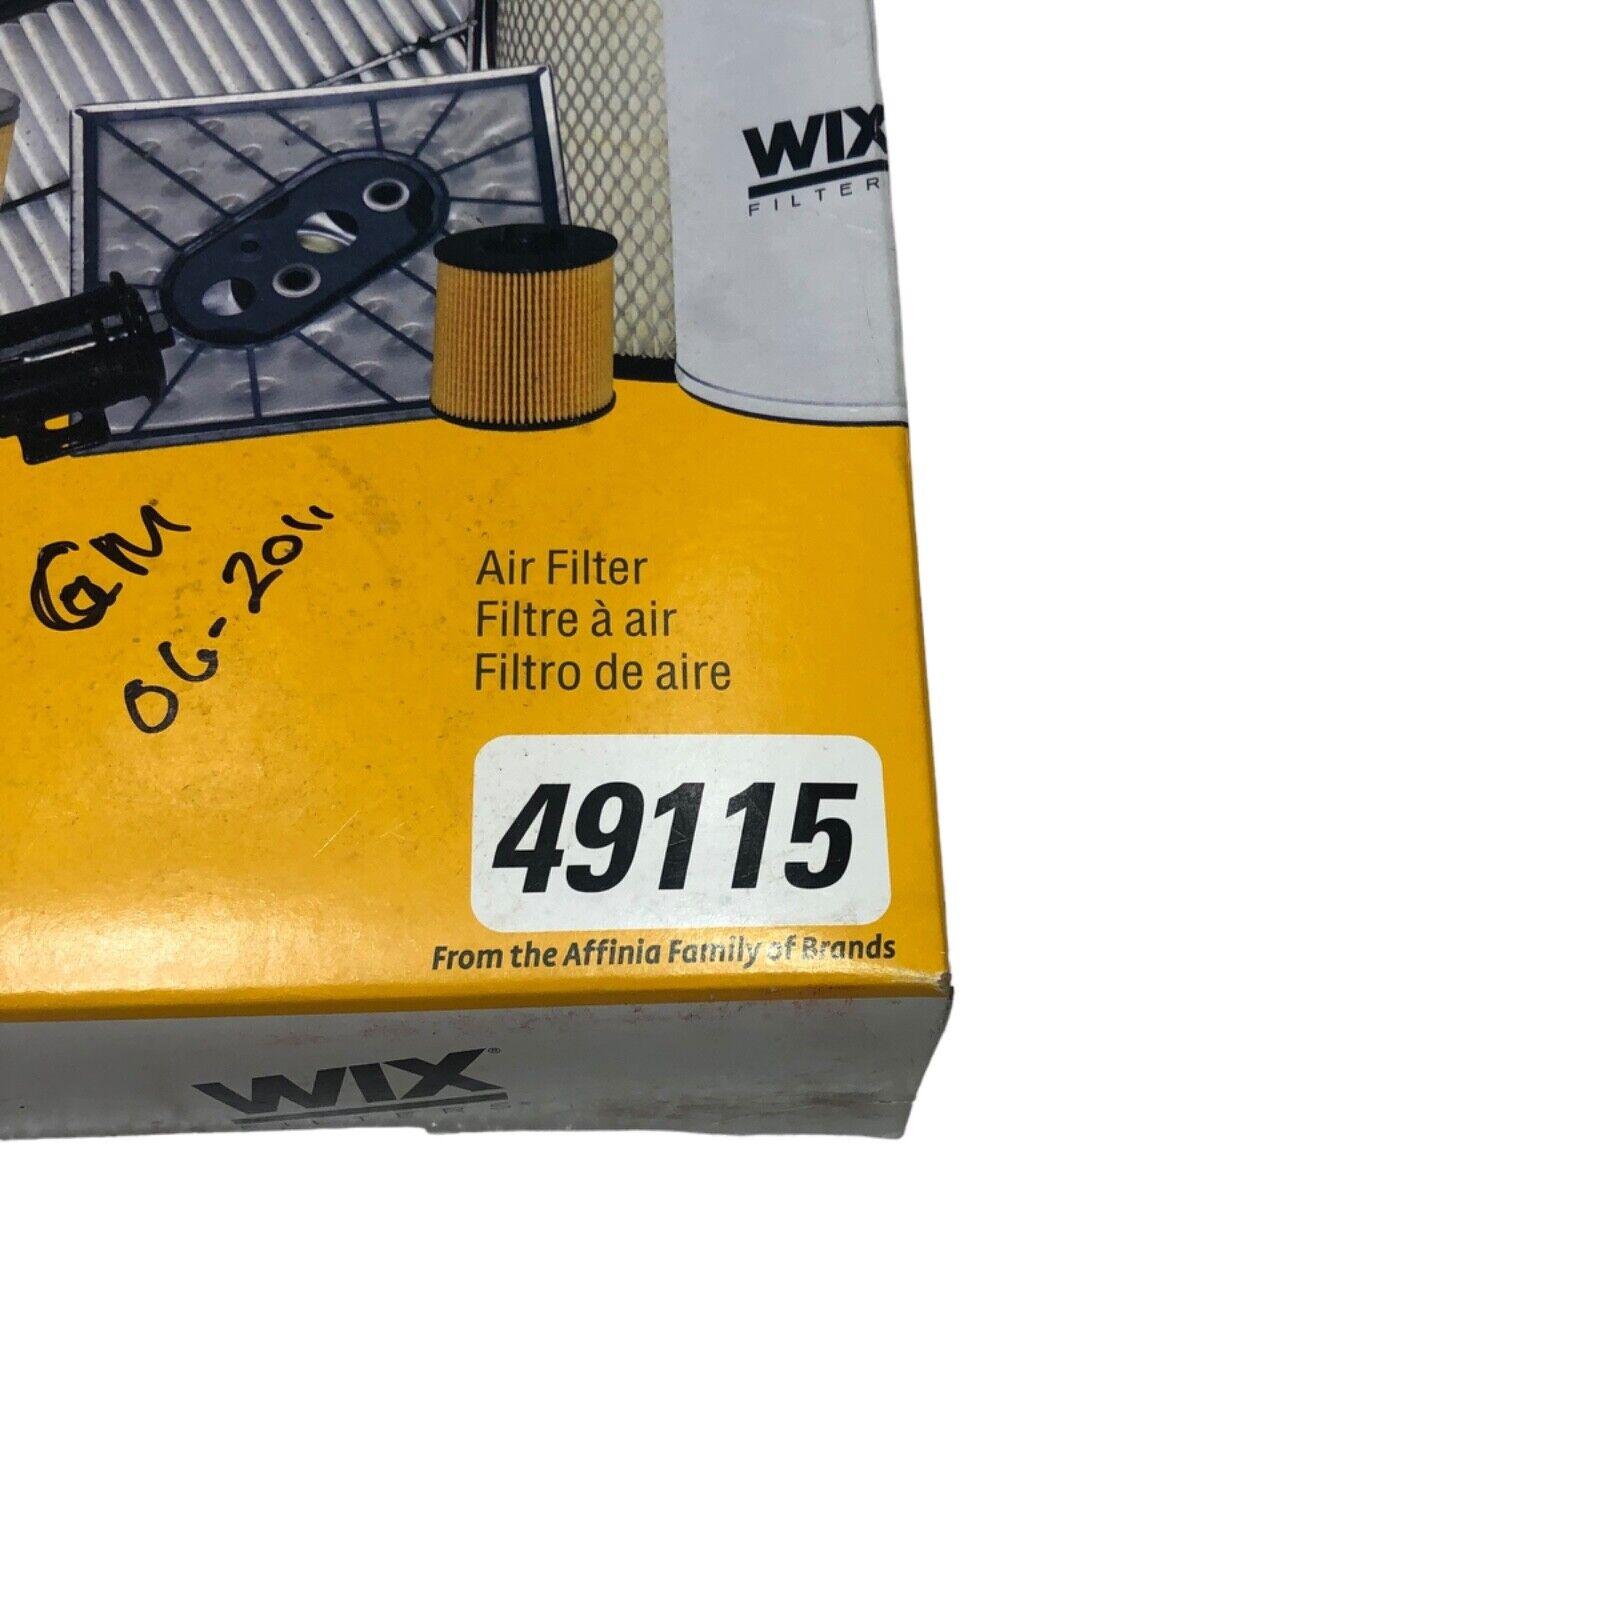 WIX
FILTER
GM
06-2011
Air Filter
Filtre à air
Filtro de aire
49115
From the Affinia Family of Brands
WIX®
FILTERS